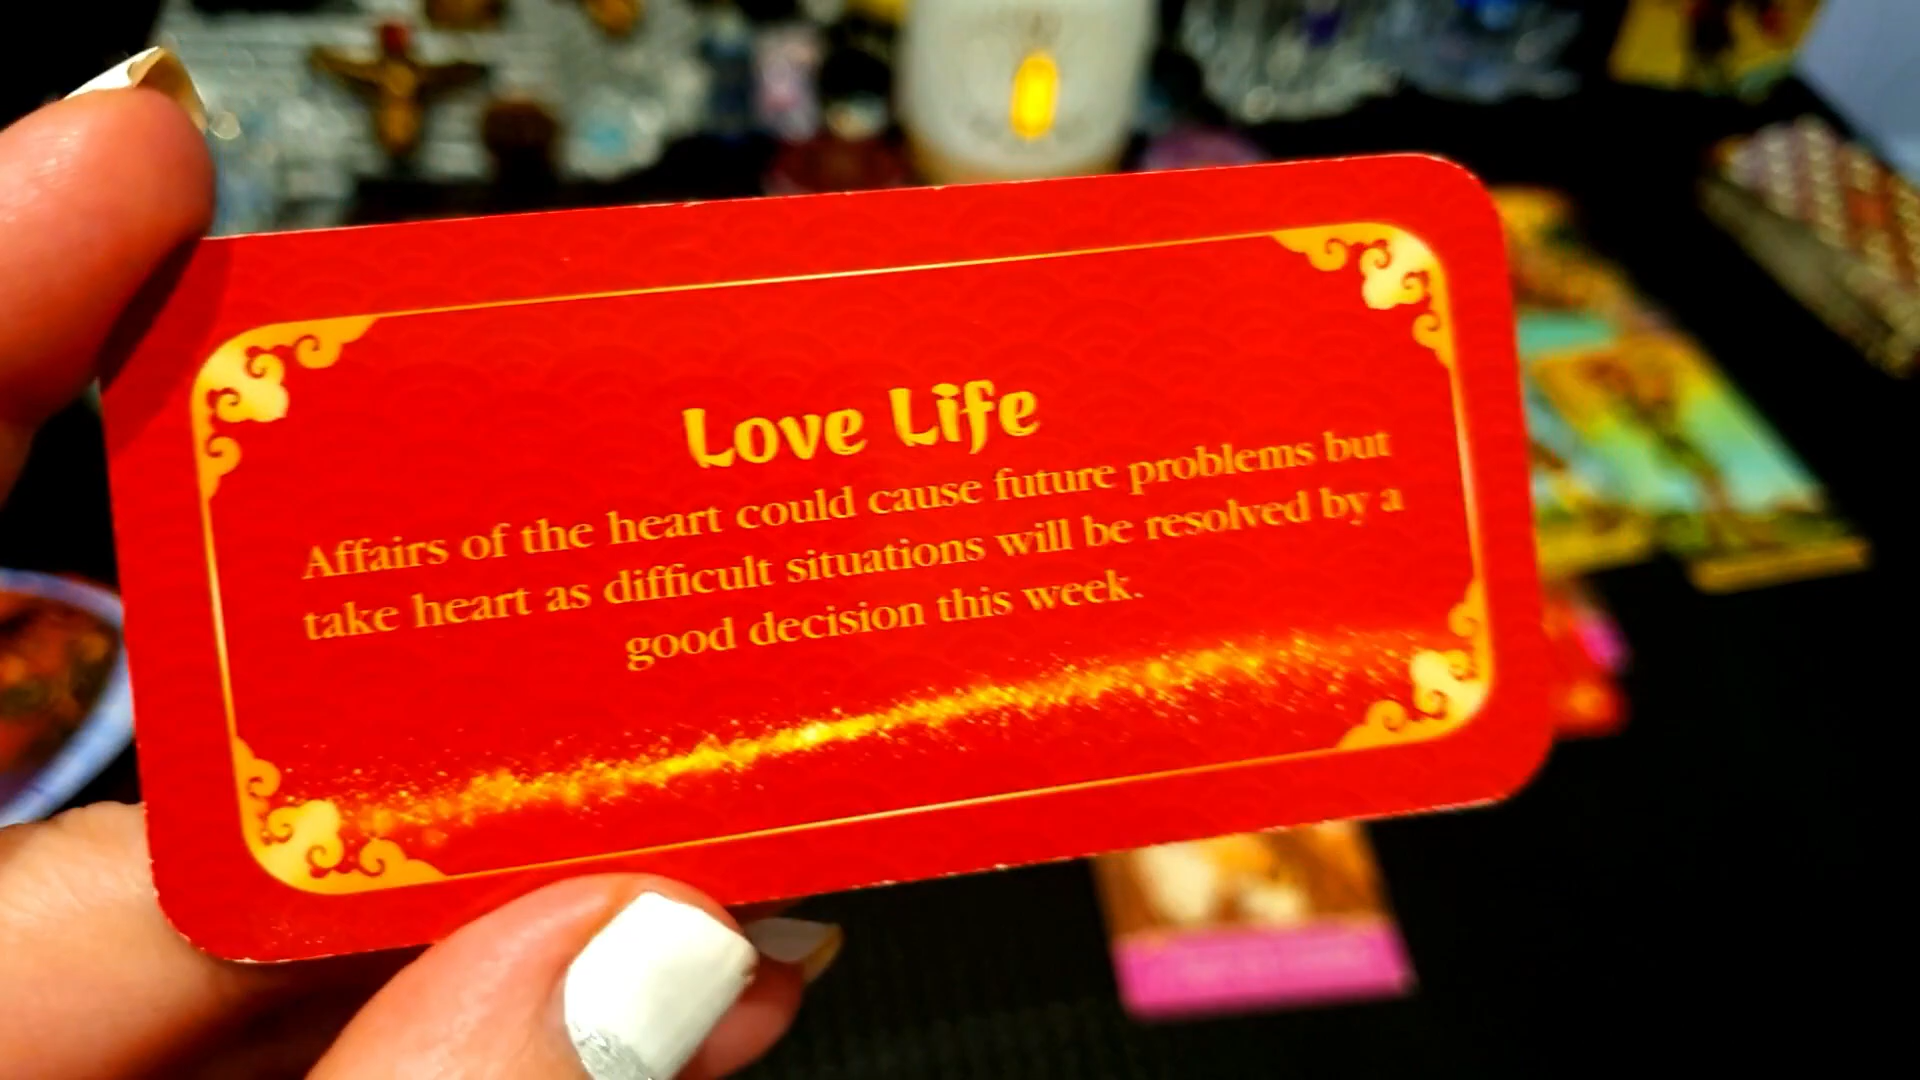 Love Life
Affairs of the heart could cause future problems but
take heart as difficult situations will be resolved by a
good decision this week.